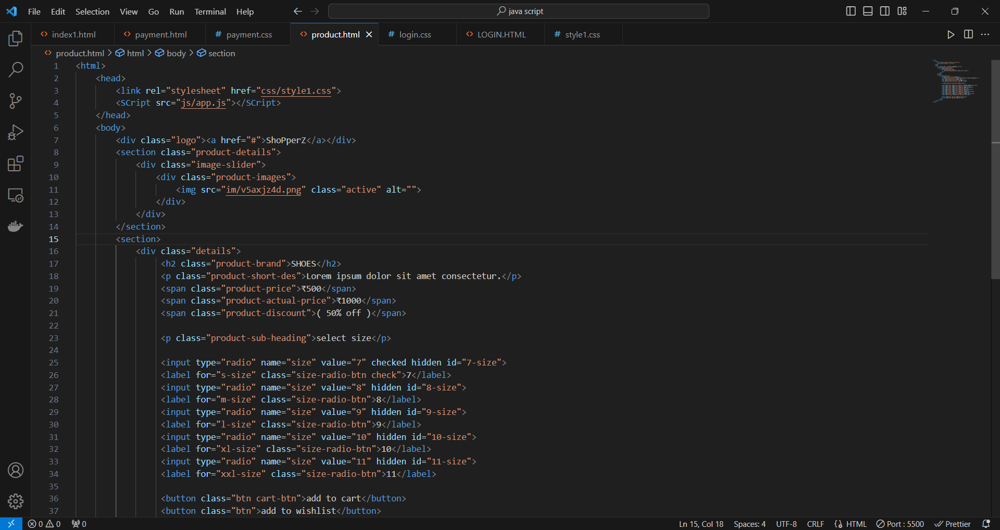 File Edit Selection View Go Run Terminal Help java script
index1.html payment.html # payment.css product.html # login.css LOGIN.HTML # style1.css
product.html > html > body > section
1 <html>
2 <head>
3 <link rel="stylesheet" href="css/style1.css">
4 <SCript src="js/app.js"></SCript>
5 </head>
6 <body>
7 <div class="logo"><a href="#">ShoPperZ</a></div>
8 <section class="product-details">
9 <div class="image-slider">
10 <div class="product-images">
11 <img src="im/v5axjz4d.png" class="active" alt="">
12 </div>
13 </div>
14 </section>
15 <section>
16 <div class="details">
17 <h2 class="product-brand">SHOES</h2>
18 <p class="product-short-des">Lorem ipsum dolor sit amet consectetur.</p>
19 <span class="product-price">₹500</span>
20 <span class="product-actual-price">₹1000</span>
21 <span class="product-discount">( 50% off )</span>
22
23 <p class="product-sub-heading">select size</p>
24
25 <input type="radio" name="size" value="7" checked hidden id="7-size">
26 <label for="s-size" class="size-radio-btn check">7</label>
27 <input type="radio" name="size" value="8" hidden id="8-size">
28 <label for="m-size" class="size-radio-btn">8</label>
29 <input type="radio" name="size" value="9" hidden id="9-size">
30 <label for="l-size" class="size-radio-btn">9</label>
31 <input type="radio" name="size" value="10" hidden id="10-size">
32 <label for="xl-size" class="size-radio-btn">10</label>
33 <input type="radio" name="size" value="11" hidden id="11-size">
34 <label for="xxl-size" class="size-radio-btn">11</label>
35
36 <button class="btn cart-btn">add to cart</button>
37 <button class="btn">add to wishlist</button>
0 0 0 Ln 15, Col 18 Spaces: 4 UTF-8 CRLF HTML Port : 5500 Prettier